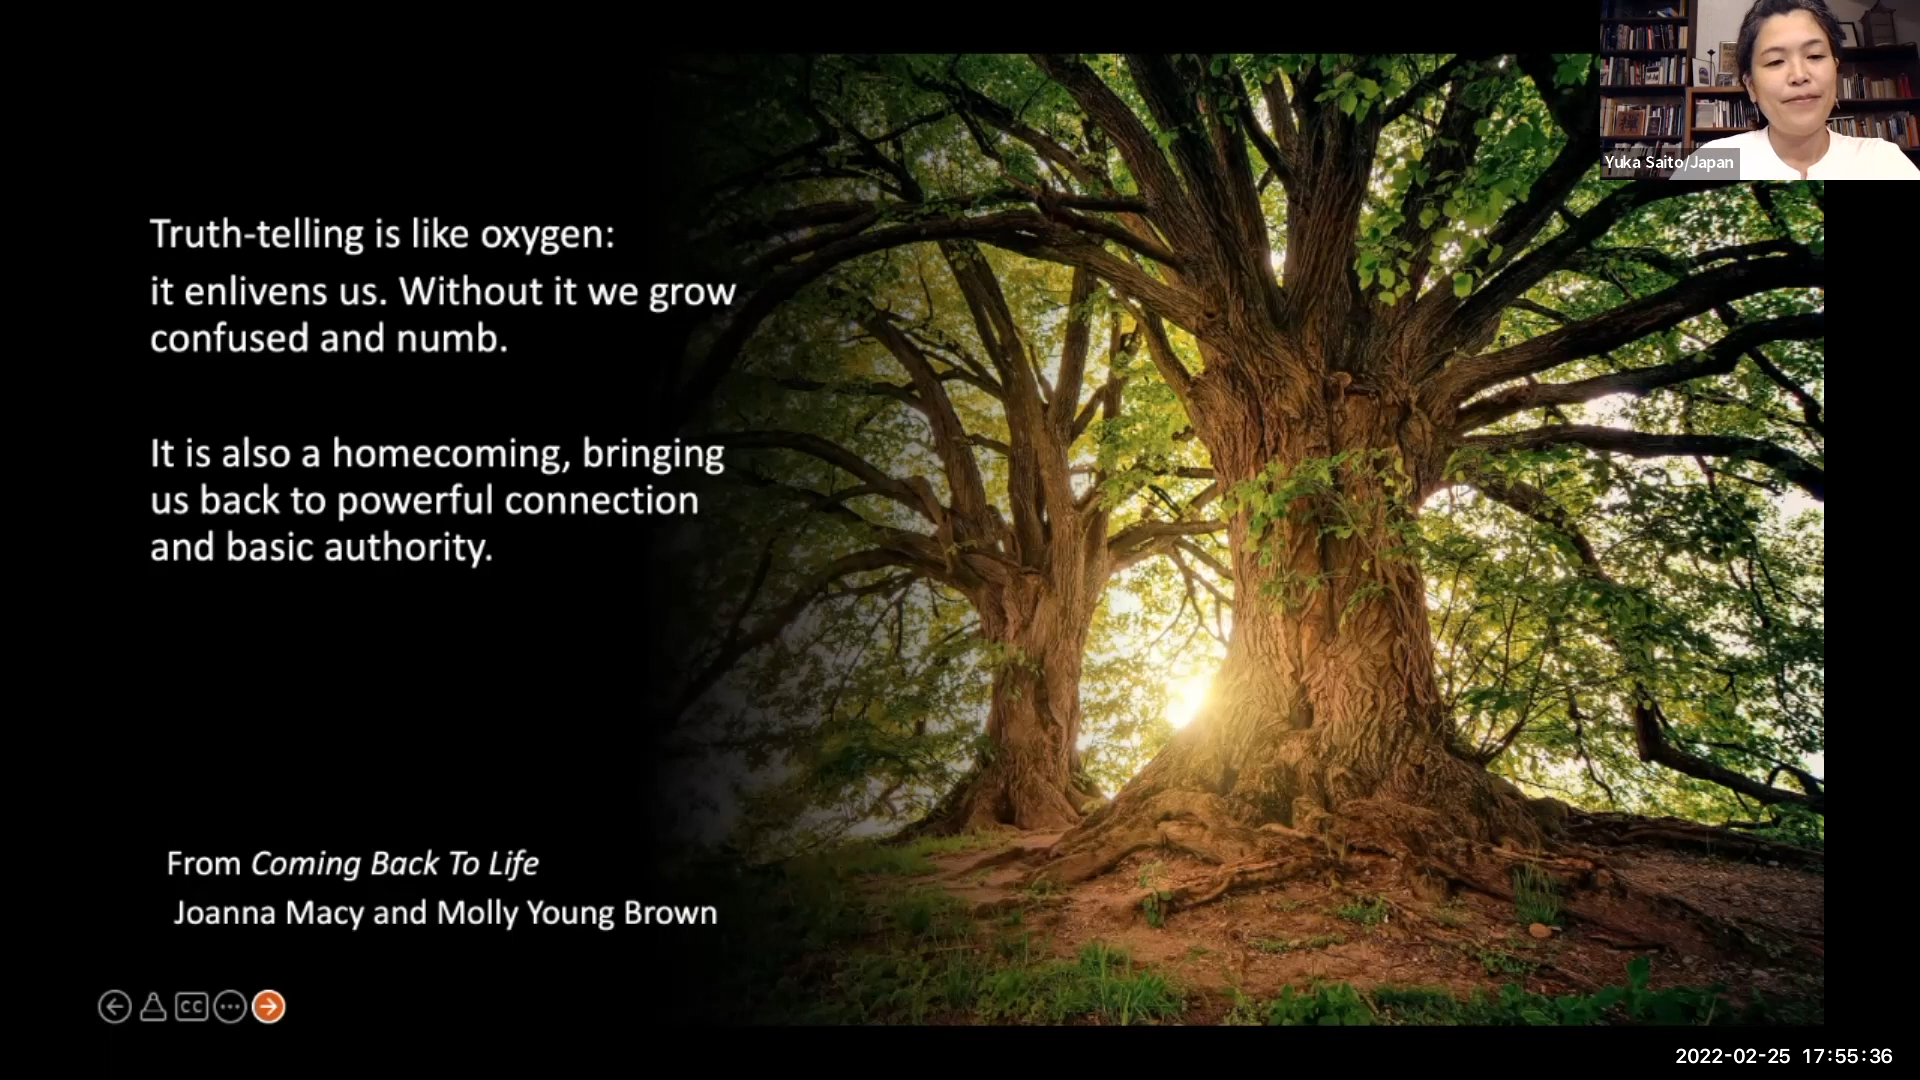 Yuka Saito/Japan
Truth-telling is like oxygen:
it enlivens us. Without it we grow
confused and numb.
It is also a homecoming, bringing
us back to powerful connection
and basic authority.
From Coming Back To Life
Joanna Macy and Molly Young Brown
CC
2022-02-25 17:55:36